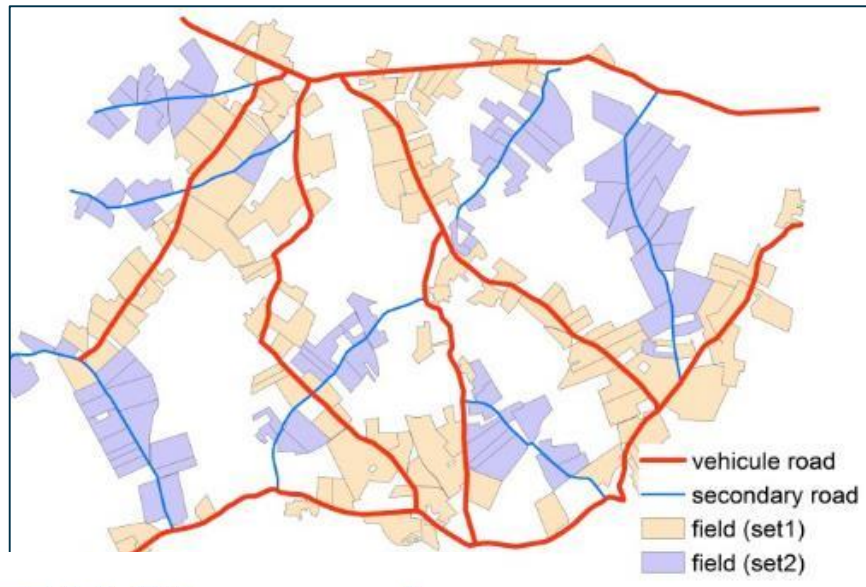 vehicule road
secondary road
field (set1)
field (set2)